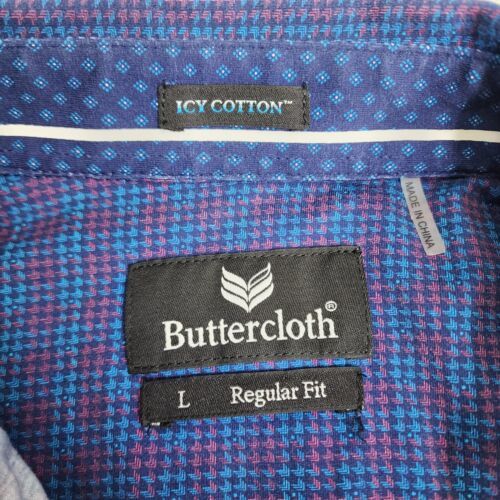 ICY COTTON™
MADE IN CHINA
Buttercloth®
L Regular Fit